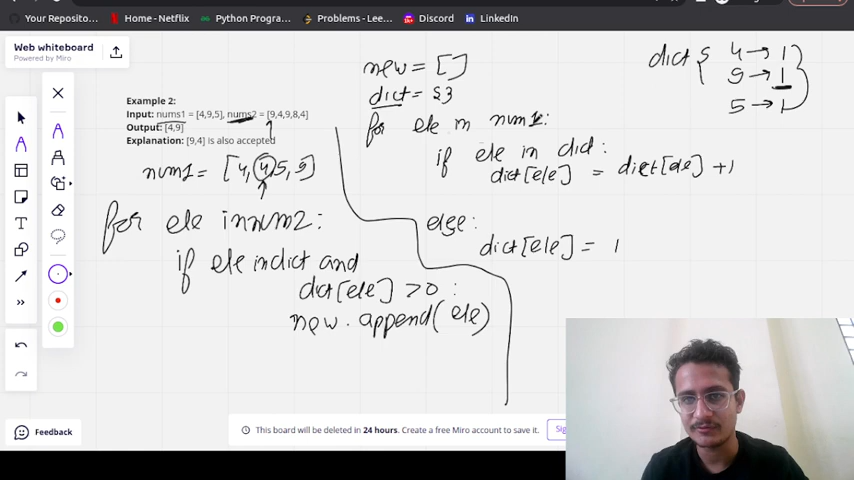 Your Reposito...
Home - Netflix
Python Progra...
Problems - Lee...
Discord
LinkedIn
Web whiteboard
Powered by Miro
Example 2:
Input: nums1 = [4,9,5], nums2 = [9,4,9,8,4]
Output: [4,9]
Explanation: [9,4] is also accepted
num1 = [4,4,5,9]
for ele in num2:
if ele in dict and
dict[ele] >0 :
new.append(ele)
new = []
dict = {}
for ele in num1:
if ele in dict:
dict[ele] = dict[ele] +1
else:
dict[ele] = 1
dict {
4 → 1
9 → 1
5 → 1
}
Feedback
This board will be deleted in 24 hours. Create a free Miro account to save it.